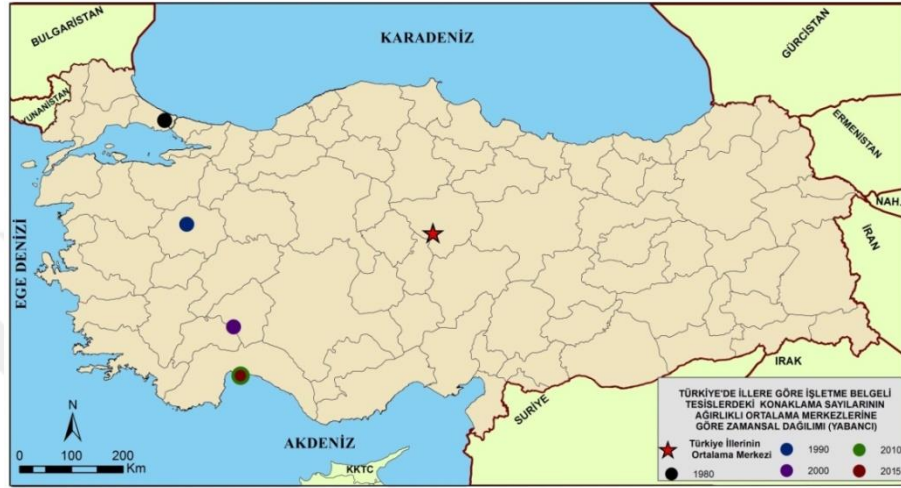 BULGARİSTAN
KARADENİZ
GÜRCİSTAN
YUNANİSTAN
ERMENİSTAN
NAH.
İRAN
EGE DENİZİ
IRAK
SURİYE
AKDENİZ
KKTC
N
0 50 100 200
Km
TÜRKİYE'DE İLLERE GÖRE İŞLETME BELGELİ
TESİSLERDEKİ KONAKLAMA SAYILARININ
AĞIRLIKLI ORTALAMA MERKEZLERİNE
GÖRE ZAMANSAL DAĞILIMI (YABANCI)
Türkiye İllerinin
Ortalama Merkezi
1990
2010
1980
2000
2015